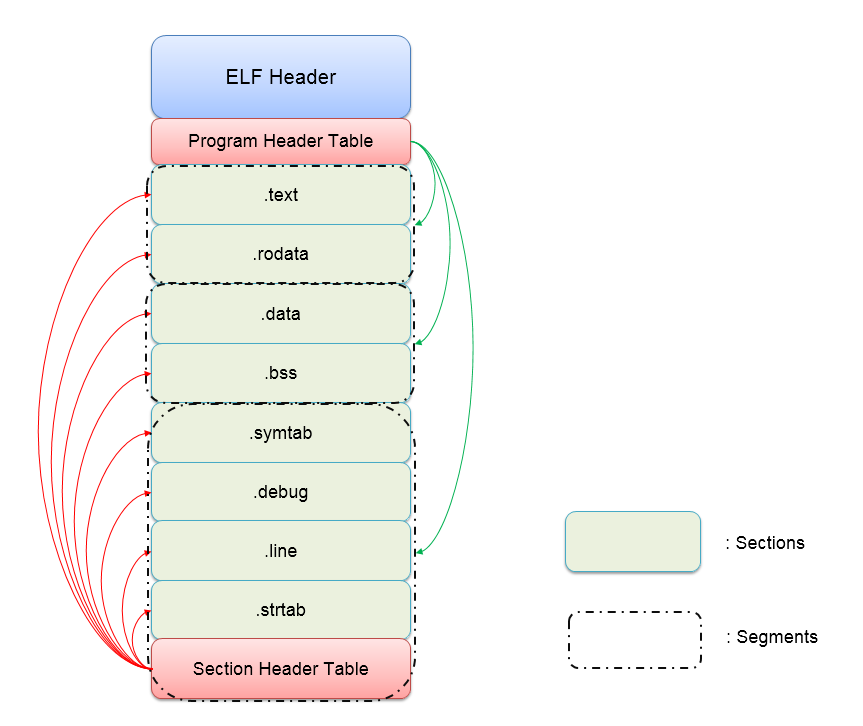 ELF Header
Program Header Table
.text
.rodata
.data
.bss
.symtab
.debug
.line
.strtab
Section Header Table
: Sections
: Segments